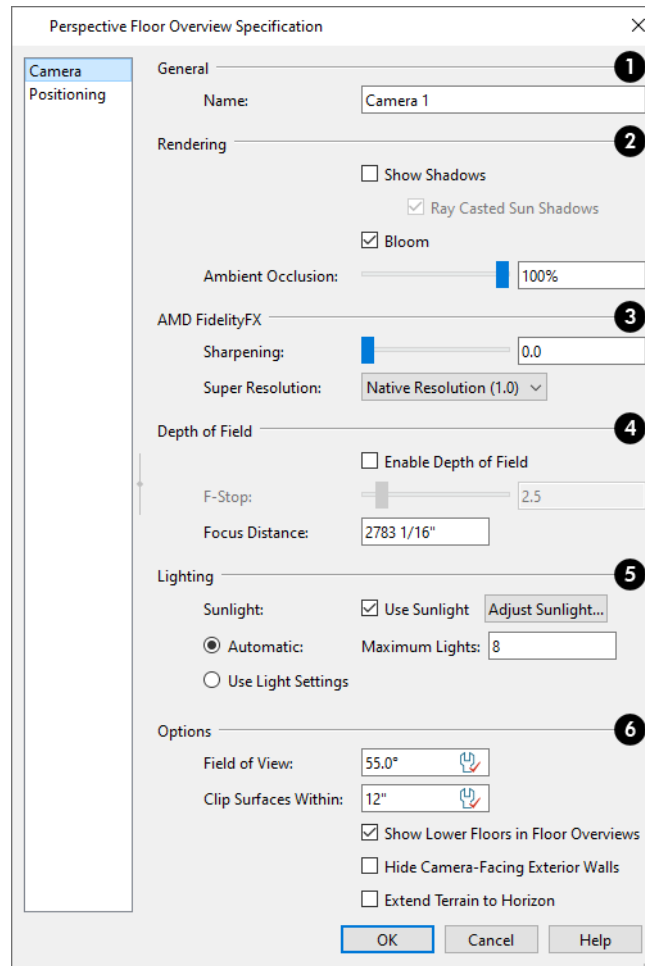 Perspective Floor Overview Specification
Camera
Positioning
General
1
Name:
Camera 1
Rendering
2
Show Shadows
Ray Casted Sun Shadows
Bloom
Ambient Occlusion:
100%
AMD FidelityFX
3
Sharpening:
0.0
Super Resolution:
Native Resolution (1.0)
Depth of Field
4
Enable Depth of Field
F-Stop:
2.5
Focus Distance:
2783 1/16"
Lighting
5
Sunlight:
Use Sunlight
Adjust Sunlight...
Automatic:
Maximum Lights:
8
Use Light Settings
Options
6
Field of View:
55.0°
Clip Surfaces Within:
12"
Show Lower Floors in Floor Overviews
Hide Camera-Facing Exterior Walls
Extend Terrain to Horizon
OK
Cancel
Help